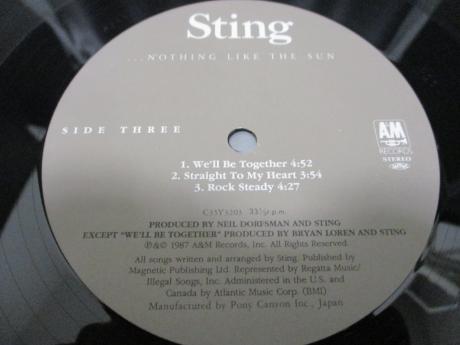 Sting
...NOTHING LIKE THE SUN
SIDE THREE
A&M
RECORDS
STEREO
1. We'll Be Together 4:52
2. Straight To My Heart 3:54
3. Rock Steady 4:27
C35Y3203 33⅓r.p.m.
PRODUCED BY NEIL DORFSMAN AND STING
EXCEPT "WE'LL BE TOGETHER" PRODUCED BY BRYAN LOREN AND STING
℗&© 1987 A&M Records, Inc. All Rights Reserved.
All songs written and arranged by Sting. Published by
Magnetic Publishing Ltd. Represented by Regatta Music/
Illegal Songs, Inc. Administered in the U.S. and
Canada by Atlantic Music Corp. (BMI)
Manufactured by Pony Canyon Inc., Japan